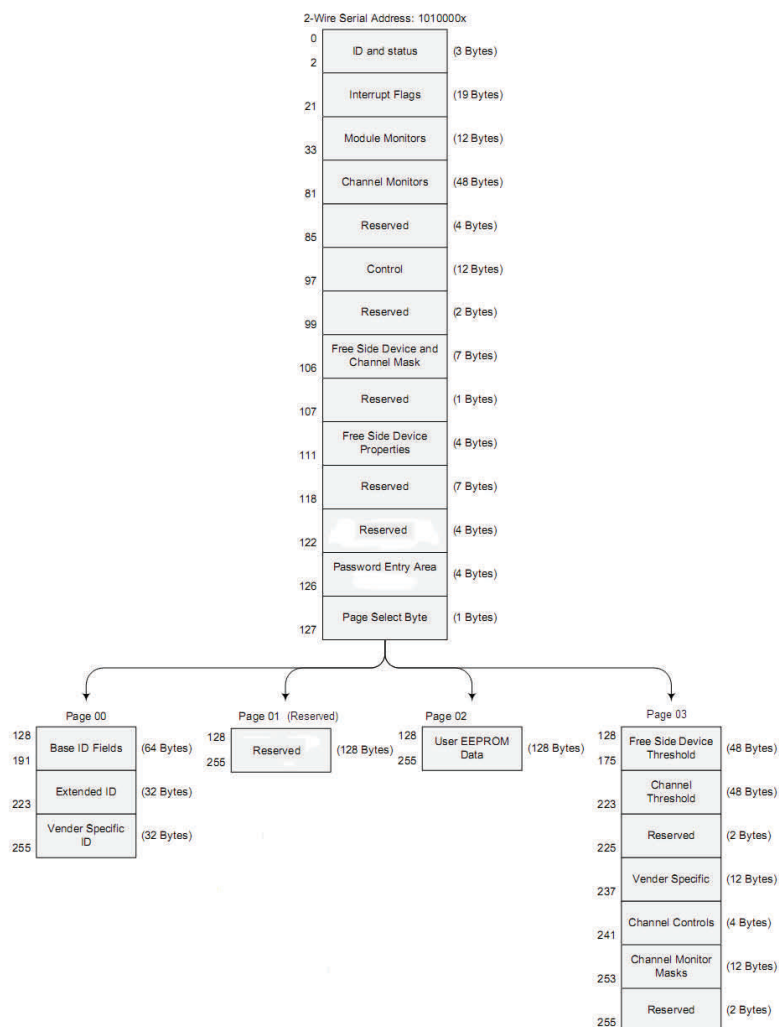 2-Wire Serial Address: 1010000x
0
2
ID and status
(3 Bytes)
21
Interrupt Flags
(19 Bytes)
33
Module Monitors
(12 Bytes)
81
Channel Monitors
(48 Bytes)
85
Reserved
(4 Bytes)
97
Control
(12 Bytes)
99
Reserved
(2 Bytes)
106
Free Side Device and
Channel Mask
(7 Bytes)
107
Reserved
(1 Bytes)
111
Free Side Device
Properties
(4 Bytes)
118
Reserved
(7 Bytes)
122
Reserved
(4 Bytes)
126
Password Entry Area
(4 Bytes)
127
Page Select Byte
(1 Bytes)
Page 00
128
191
Base ID Fields
(64 Bytes)
223
Extended ID
(32 Bytes)
255
Vender Specific
ID
(32 Bytes)
Page 01 (Reserved)
128
255
Reserved
(128 Bytes)
Page 02
128
255
User EEPROM
Data
(128 Bytes)
Page 03
128
175
Free Side Device
Threshold
(48 Bytes)
223
Channel
Threshold
(48 Bytes)
225
Reserved
(2 Bytes)
237
Vender Specific
(12 Bytes)
241
Channel Controls
(4 Bytes)
253
Channel Monitor
Masks
(12 Bytes)
255
Reserved
(2 Bytes)